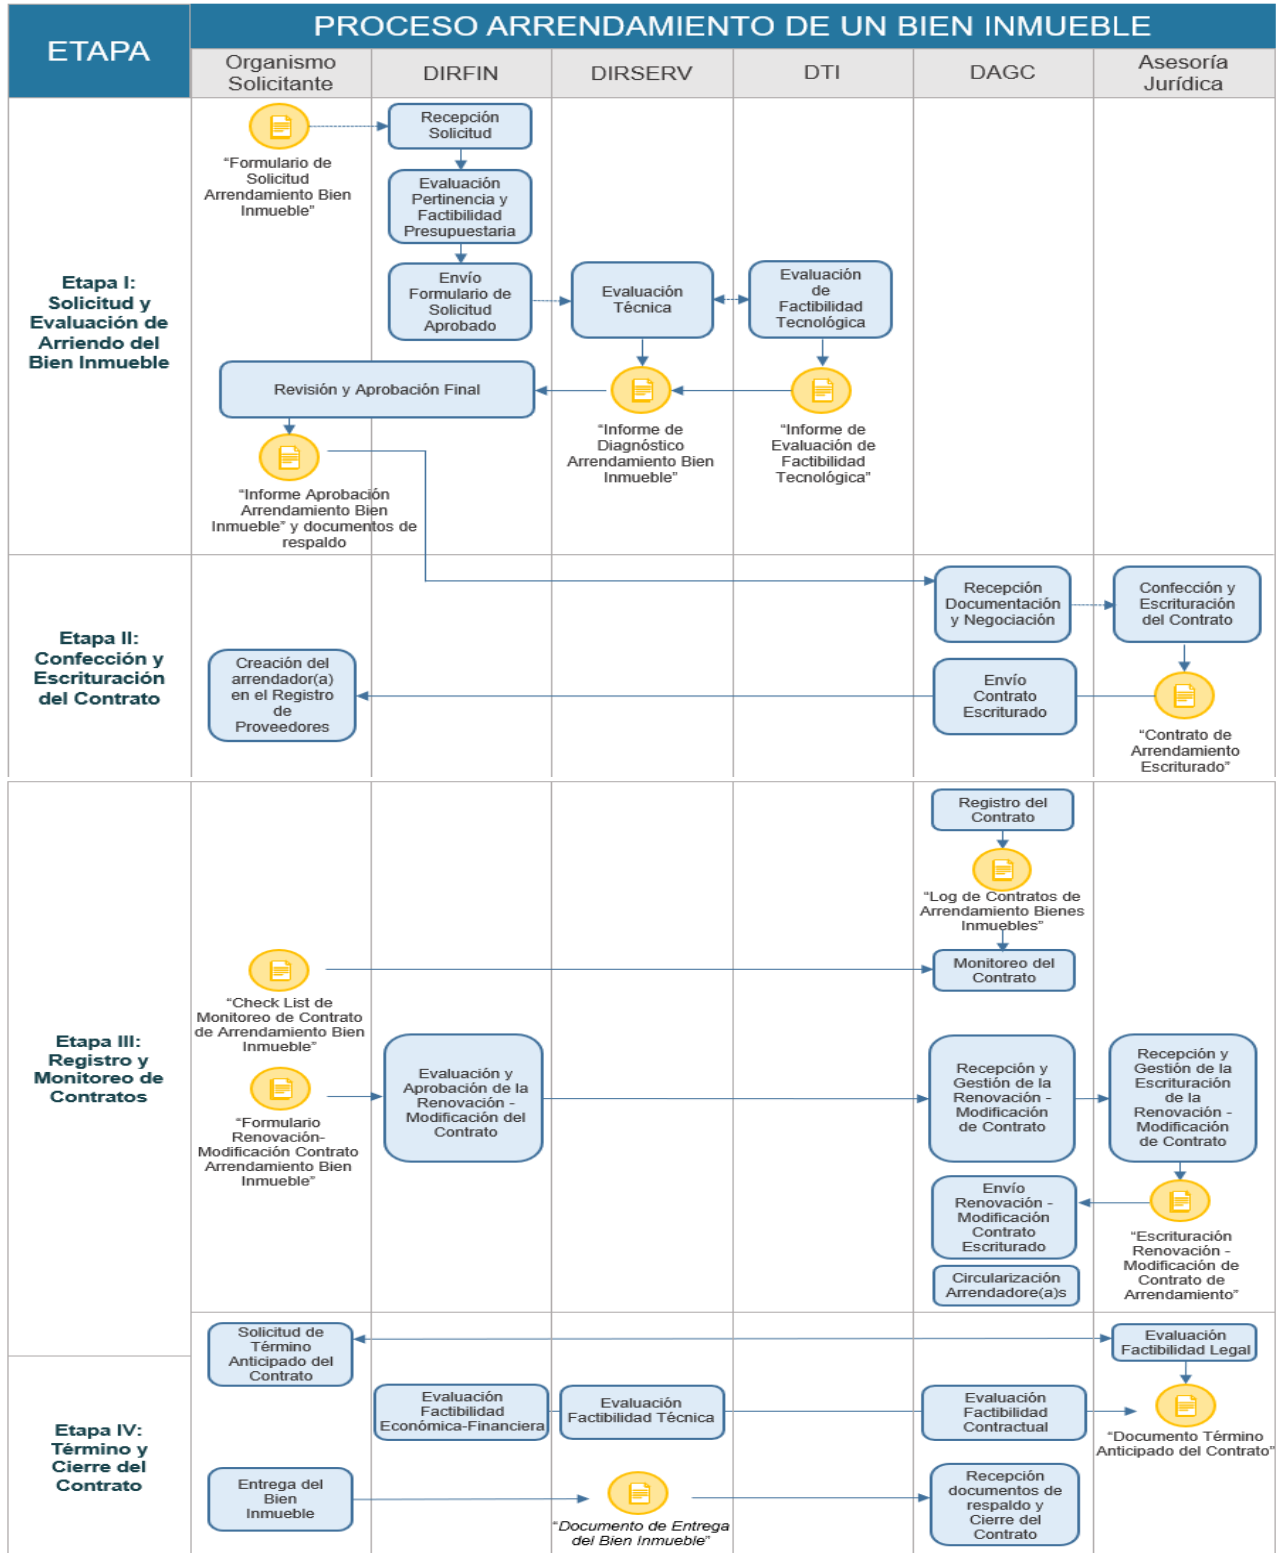 ETAPA
PROCESO ARRENDAMIENTO DE UN BIEN INMUEBLE
Organismo
Solicitante
DIRFIN
DIRSERV
DTI
DAGC
Asesoría
Jurídica
Etapa I:
Solicitud y
Evaluación de
Arriendo del
Bien Inmueble
“Formulario de
Solicitud
Arrendamiento Bien
Inmueble”
Recepción
Solicitud
Evaluación
Pertinencia y
Factibilidad
Presupuestaria
Envío
Formulario de
Solicitud
Aprobado
Evaluación
Técnica
Evaluación
de
Factibilidad
Tecnológica
Revisión y Aprobación Final
“Informe de
Diagnóstico
Arrendamiento Bien
Inmueble”
“Informe de
Evaluación de
Factibilidad
Tecnológica”
“Informe Aprobación
Arrendamiento Bien
Inmueble” y documentos de
respaldo
Etapa II:
Confección y
Escrituración
del Contrato
Recepción
Documentación
y Negociación
Confección y
Escrituración
del Contrato
Creación del
arrendador(a)
en el Registro
de
Proveedores
Envío
Contrato
Escriturado
“Contrato de
Arrendamiento
Escriturado”
Etapa III:
Registro y
Monitoreo de
Contratos
Registro del
Contrato
“Log de Contratos de
Arrendamiento Bienes
Inmuebles”
Monitoreo del
Contrato
“Check List de
Monitoreo de Contrato
de Arrendamiento Bien
Inmueble”
“Formulario
Renovación-
Modificación Contrato
Arrendamiento Bien
Inmueble”
Evaluación y
Aprobación de la
Renovación -
Modificación del
Contrato
Recepción y
Gestión de la
Renovación -
Modificación
de Contrato
Recepción y
Gestión de la
Escrituración
de la
Renovación -
Modificación
de Contrato
Envío
Renovación -
Modificación
Contrato
Escriturado
“Escrituración
Renovación -
Modificación de
Contrato de
Arrendamiento”
Circularización
Arrendadore(a)s
Solicitud de
Término
Anticipado del
Contrato
Evaluación
Factibilidad Legal
Etapa IV:
Término y
Cierre del
Contrato
Evaluación
Factibilidad
Económica-Financiera
Evaluación
Factibilidad Técnica
Evaluación
Factibilidad
Contractual
“Documento Término
Anticipado del Contrato”
Entrega del
Bien
Inmueble
“Documento de Entrega
del Bien Inmueble”
Recepción
documentos de
respaldo y
Cierre del
Contrato